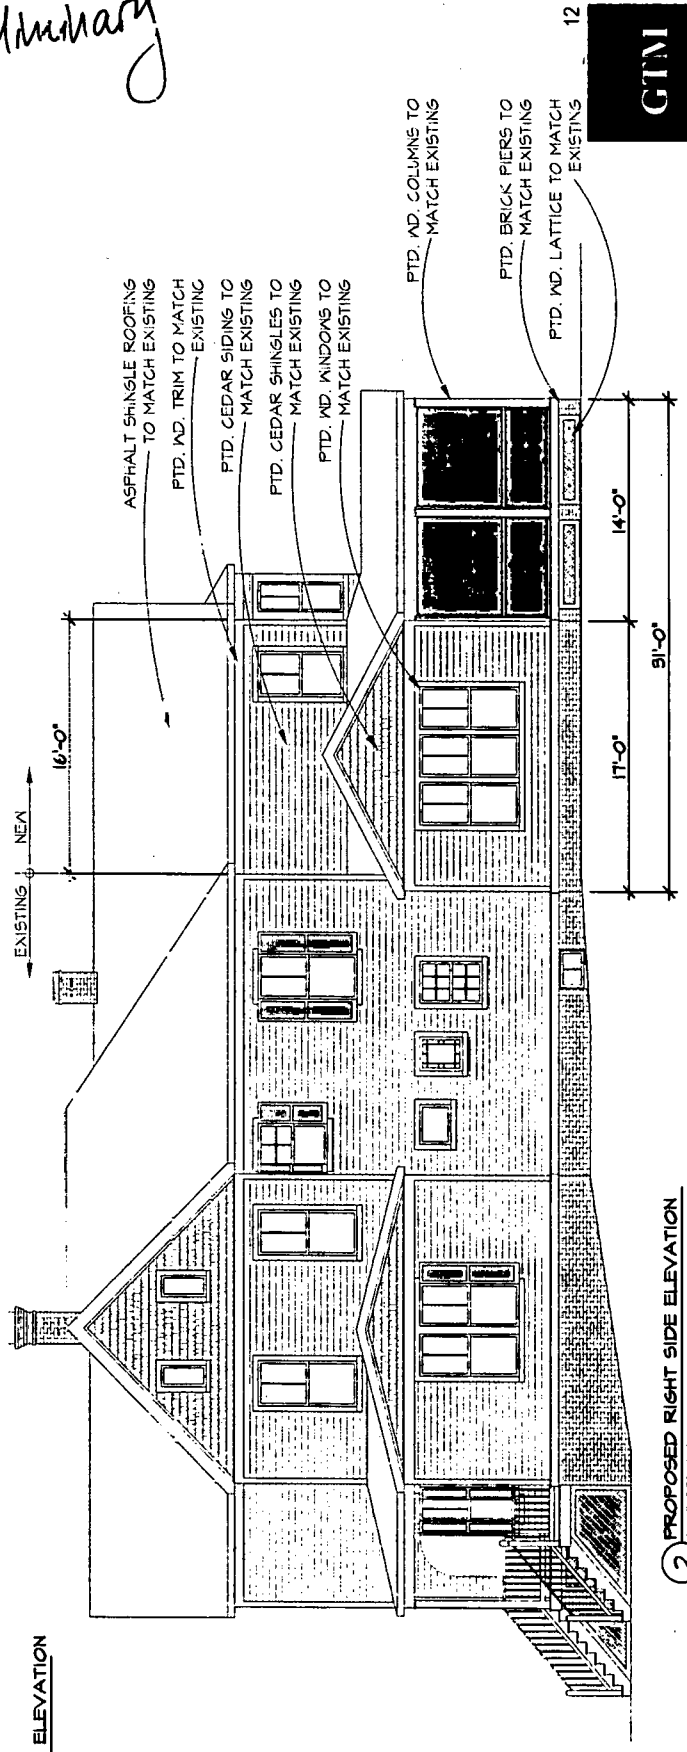 ASPHALT SHINGLE ROOFING
TO MATCH EXISTING
PTD. WD. TRIM TO MATCH
EXISTING
PTD. CEDAR SIDING TO
MATCH EXISTING
PTD. CEDAR SHINGLES TO
MATCH EXISTING
PTD. WD. WINDOWS TO
MATCH EXISTING
PTD. WD. COLUMNS TO
MATCH EXISTING
PTD. BRICK PIERS TO
MATCH EXISTING
PTD. WD. LATTICE TO MATCH
EXISTING
EXISTING
NEW
16'-0"
17'-0"
14'-0"
31'-0"
ELEVATION
2
PROPOSED RIGHT SIDE ELEVATION
12
GTM